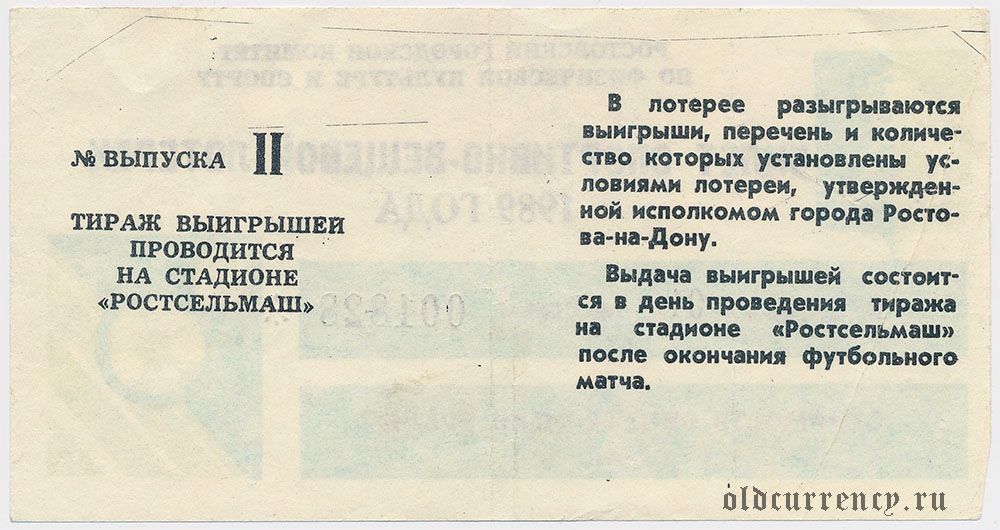 № ВЫПУСКА II
ТИРАЖ ВЫИГРЫШЕЙ
ПРОВОДИТСЯ
НА СТАДИОНЕ
«РОСТСЕЛЬМАШ»
В лотерее разыгрываются
выигрыши, перечень и количе-
ство которых установлены ус-
ловиями лотереи, утвержден-
ной исполкомом города Росто-
ва-на-Дону.
Выдача выигрышей состоит-
ся в день проведения тиража
на стадионе «Ростсельмаш»
после окончания футбольного
матча.
oldcurrency.ru